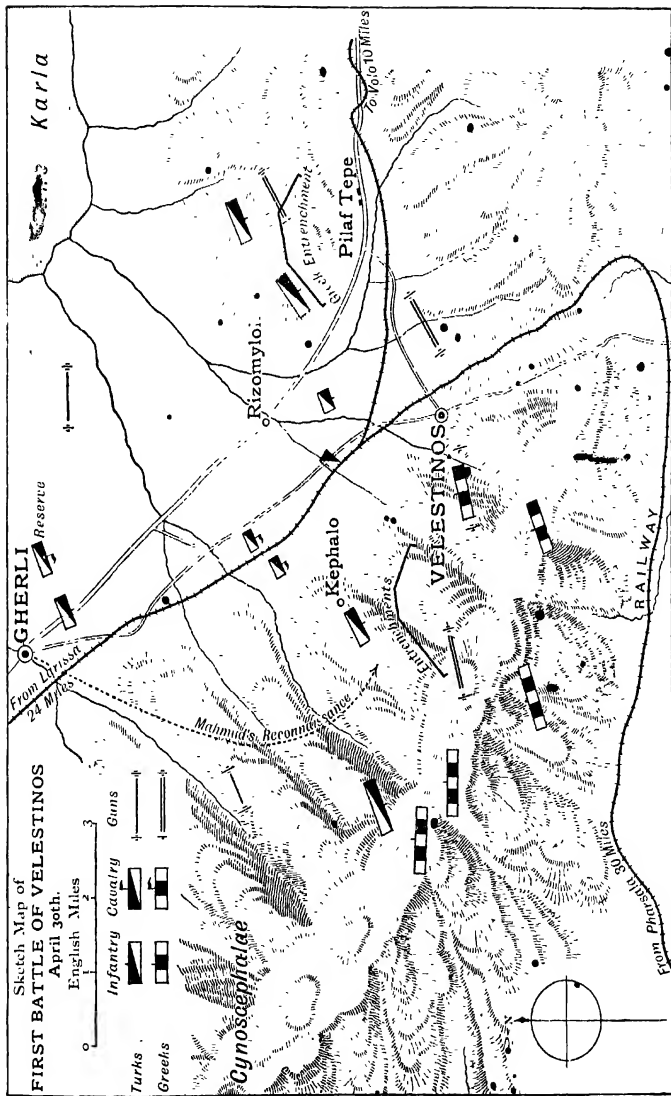 Sketch Map of
FIRST BATTLE OF VELESTINOS
April 30th.
English Miles
0 1 2 3
Infantry Cavalry Guns
Turks
Greeks
Karla
GHERLI
Reserve
From Larissa
24 Miles
Mahmud's Reconnaissance
Rizomyloi
Greek Entrenchment
Pilaf Tepe
To Volo 10 Miles
Kephalo
Entrenchments
VELESTINOS
Cynoscephalae
RAILWAY
From Pharsala 30 Miles
N